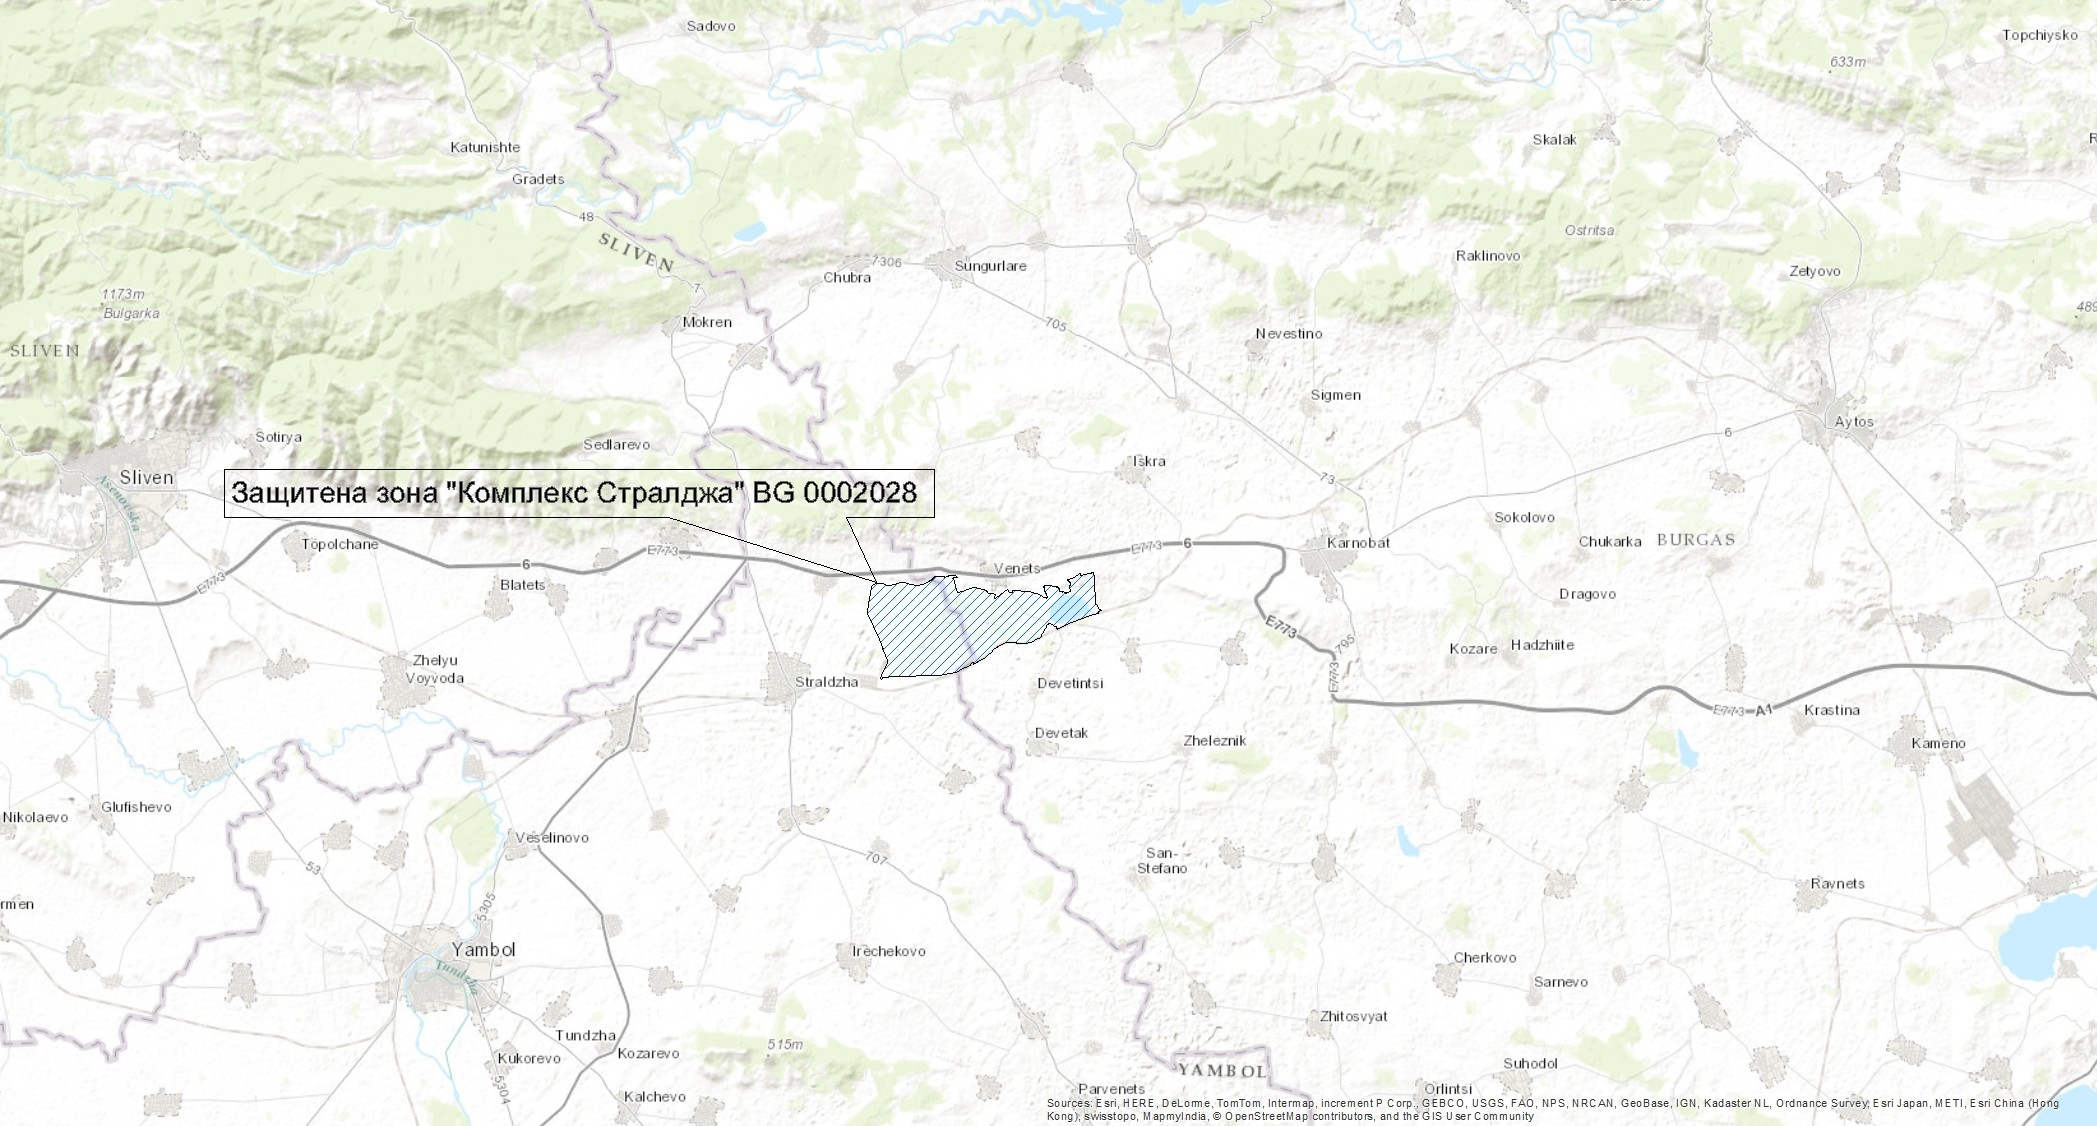 Sadovo
Topchiysko
633m
Katunishte
Skalak
Gradets
48
SLIVEN
Ostritsa
7306
Sungurlare
Raklinovo
Chubra
Zetyovo
7
1173m
Bulgarka
489
Mokren
705
Nevestino
SLIVEN
Sigmen
Aytos
6
Sotirya
Sedlarevo
Iskra
Sliven
73
Asenovska
Защитена зона "Комплекс Стралджа" BG 0002028
Sokolovo
Topolchane
E773
E773
6
Karnobat
Chukarka
BURGAS
6
Venets
E773
Blatets
Dragovo
E773
795
Kozare
Hadzhiite
Zhelyu
Voyvoda
Straldzha
Devetintsi
E773
E773
A1
Krastina
Devetak
Zheleznik
Kameno
Glufishevo
Nikolaevo
Veselinovo
53
707
San-
Stefano
Ravnets
rmen
5305
Yambol
Irechekovo
Cherkovo
Tundzha
Sarnevo
Zhitosvyat
Tundzha
515m
Kukorevo
Kozarevo
Suhodol
YAMBOL
5304
Kalchevo
Parvenets
Orlintsi
Sources: Esri, HERE, DeLorme, TomTom, Intermap, increment P Corp., GEBCO, USGS, FAO, NPS, NRCAN, GeoBase, IGN, Kadaster NL, Ordnance Survey, Esri Japan, METI, Esri China (Hong
Kong), swisstopo, MapmyIndia, © OpenStreetMap contributors, and the GIS User Community